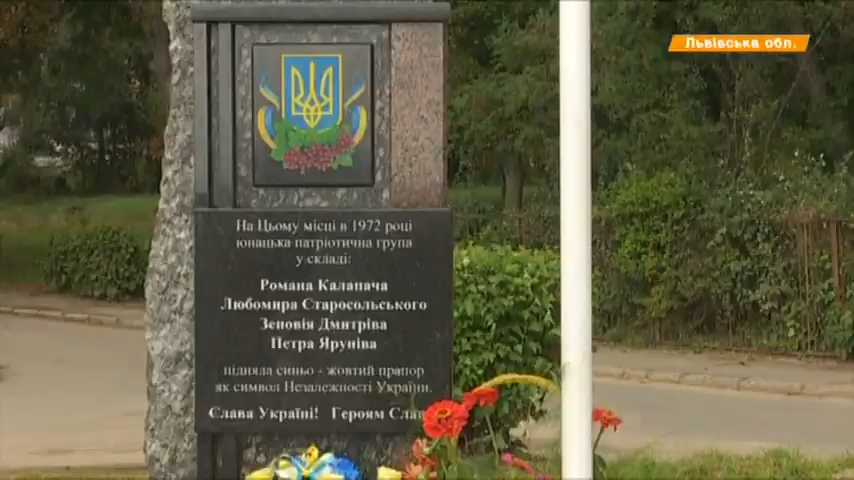 Львівська обл.
На Цьому місці в 1972 році
юнацька патріотична група
у складі:
Романа Калапача
Любомира Старосольського
Зеновія Дмитріва
Петра Яруніва
підняла синьо - жовтий прапор
як символ Незалежності України.
Слава Україні! Героям